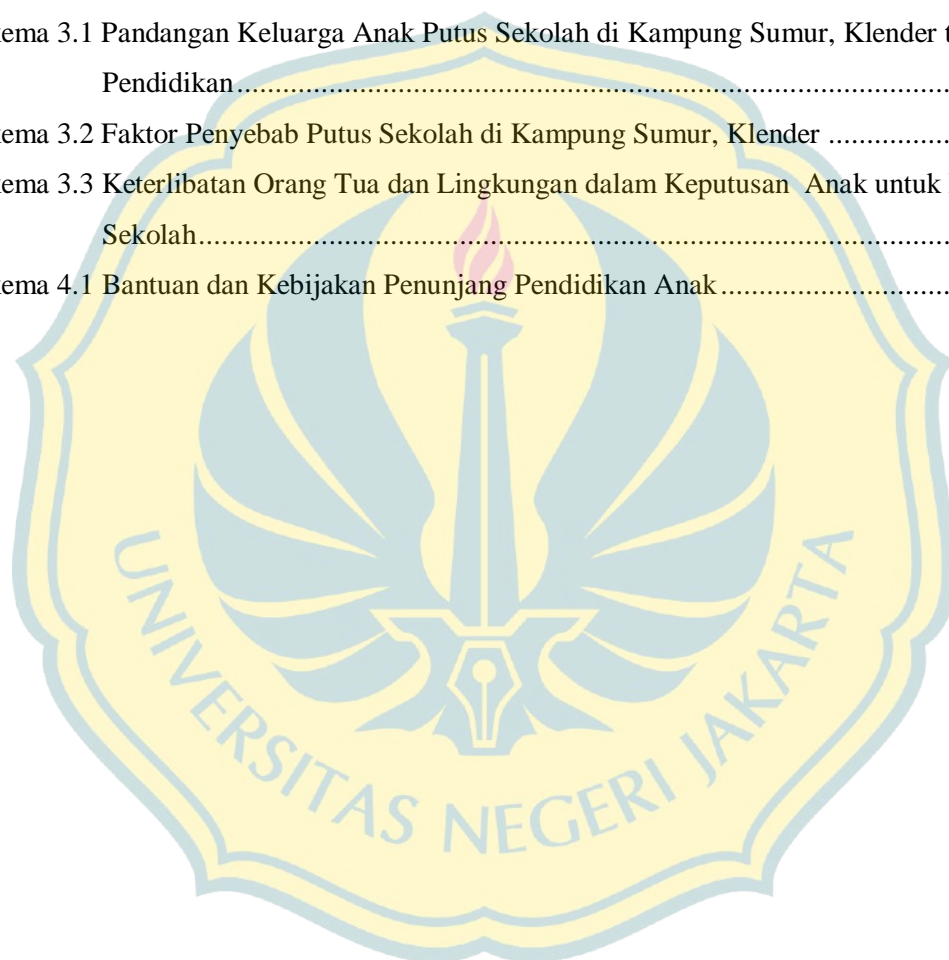 ema 3.1 Pandangan Keluarga Anak Putus Sekolah di Kampung Sumur, Klender t
Pendidikan..........................................................................................................
ema 3.2 Faktor Penyebab Putus Sekolah di Kampung Sumur, Klender ..................
ema 3.3 Keterlibatan Orang Tua dan Lingkungan dalam Keputusan Anak untuk
Sekolah...............................................................................................................
ema 4.1 Bantuan dan Kebijakan Penunjang Pendidikan Anak..................................
UNIVERSITAS NEGERI JAKARTA